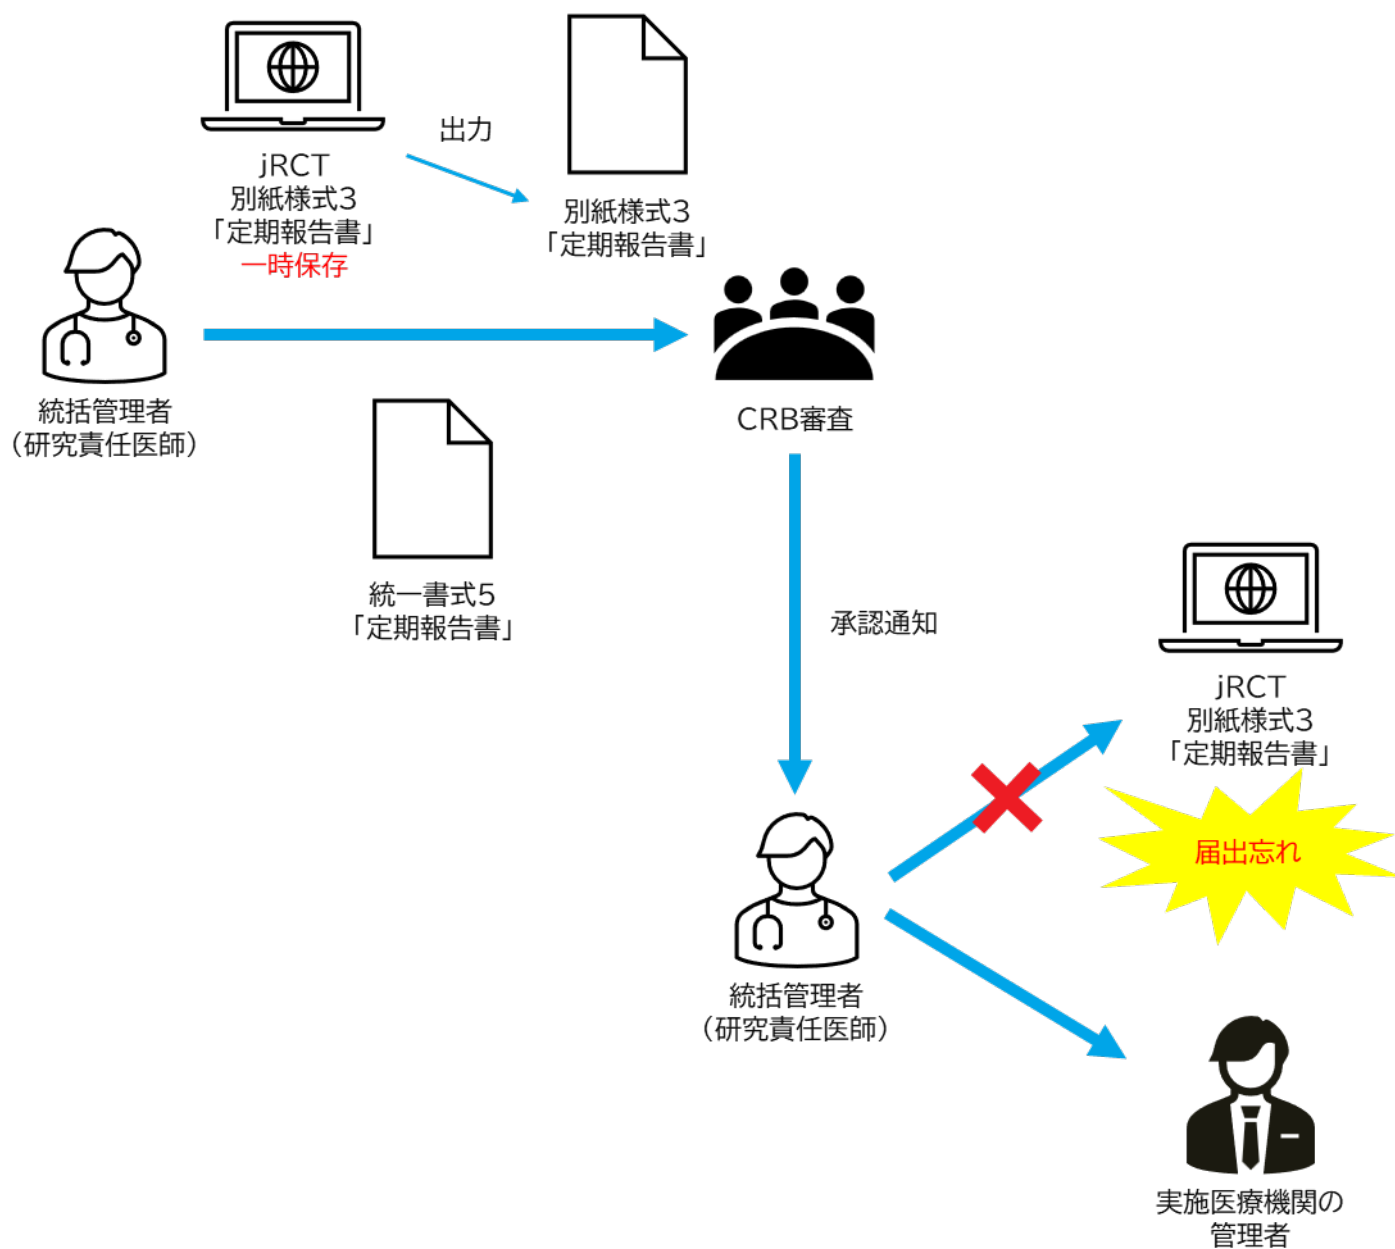 出力
jRCT
別紙様式3
「定期報告書」
一時保存
別紙様式3
「定期報告書」
統括管理者
（研究責任医師）
CRB審査
統一書式5
「定期報告書」
承認通知
jRCT
別紙様式3
「定期報告書」
届出忘れ
統括管理者
（研究責任医師）
実施医療機関の
管理者